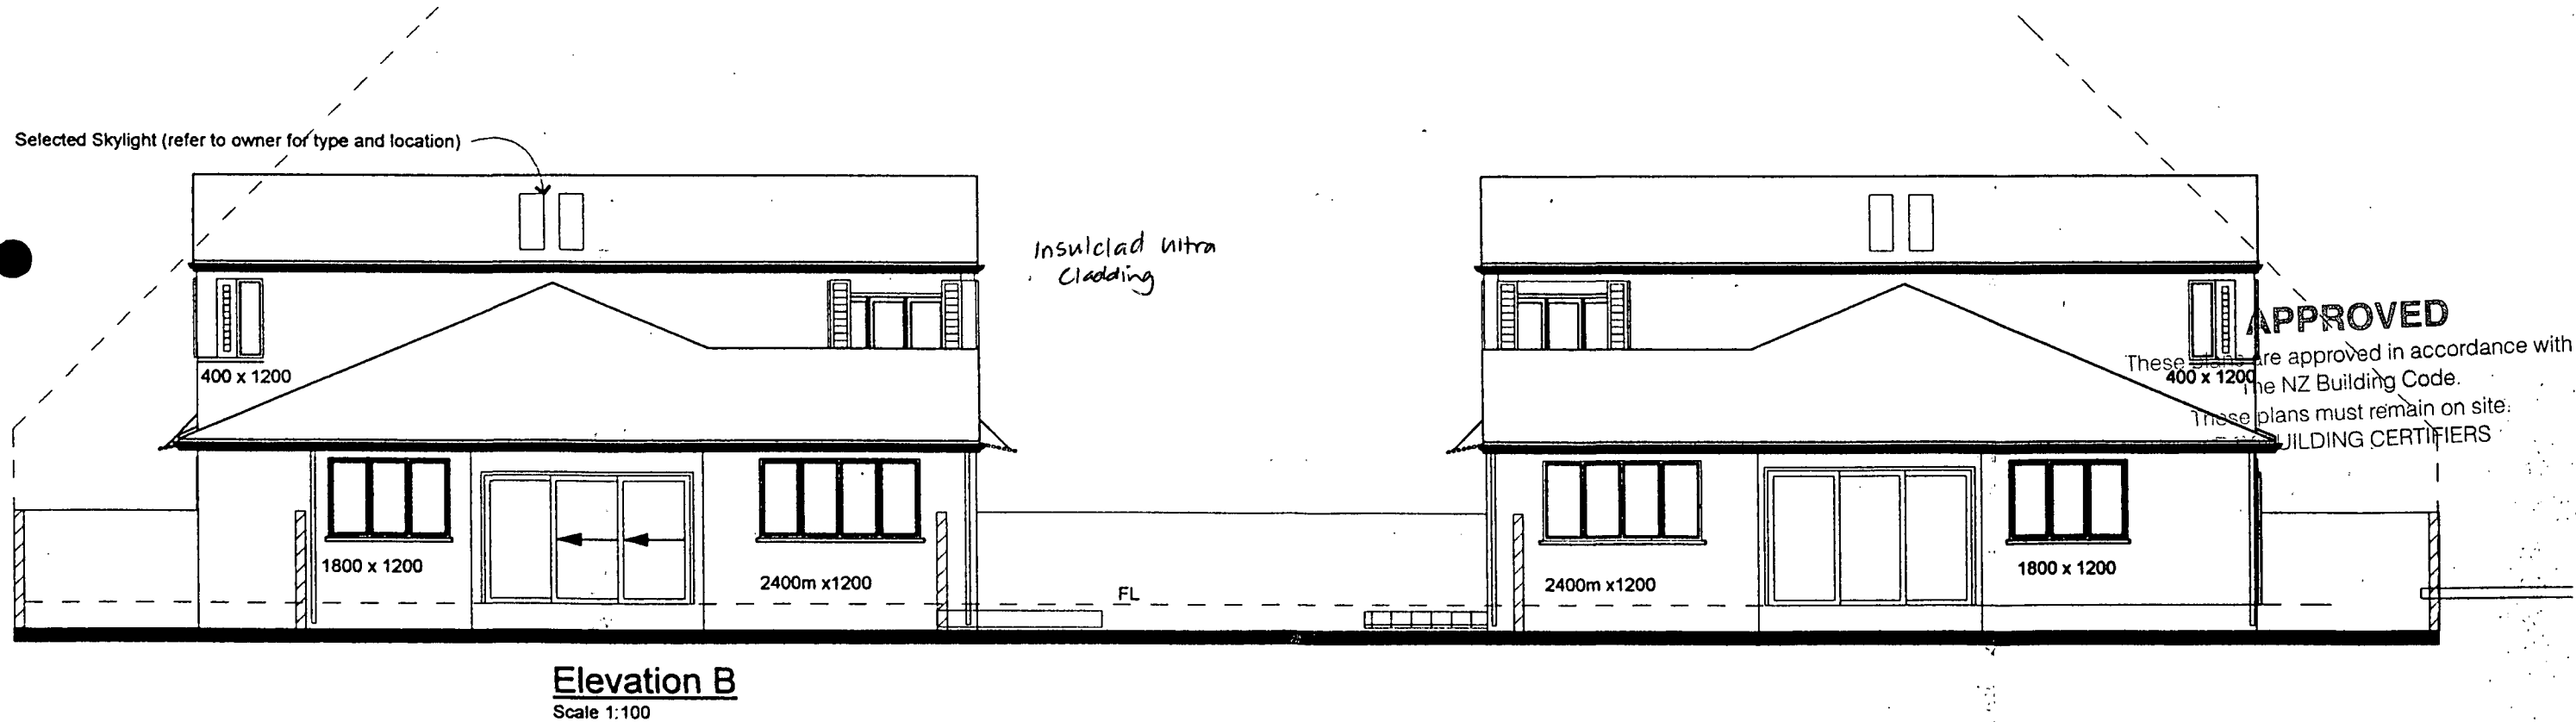 Selected Skylight (refer to owner for type and location)
Insulclad ultra
Cladding
400 x 1200
APPROVED
These plans are approved in accordance with
400 x 1200
the NZ Building Code.
These plans must remain on site.
BUILDING CERTIFIERS
1800 x 1200
2400m x1200
FL
2400m x1200
1800 x 1200
Elevation B
Scale 1:100